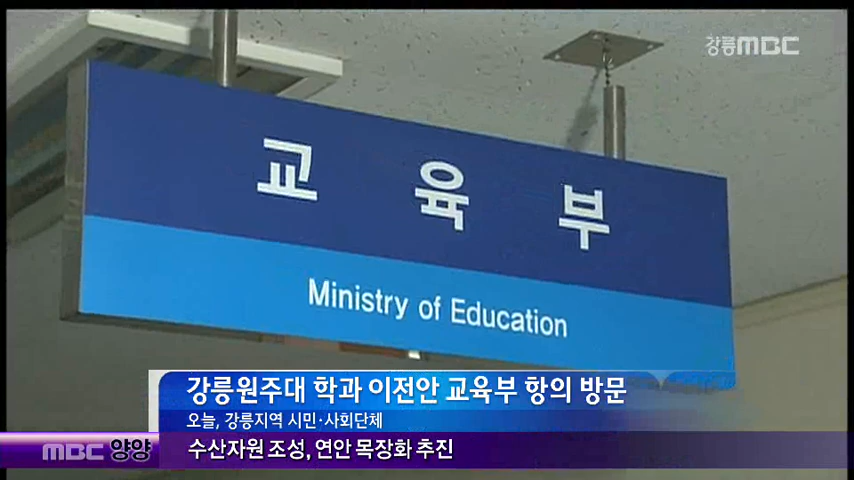 강릉MBC
교육부
Ministry of Education
강릉원주대 학과 이전안 교육부 항의 방문
오늘, 강릉지역 시민·사회단체
MBC 양양 수산자원 조성, 연안 목장화 추진